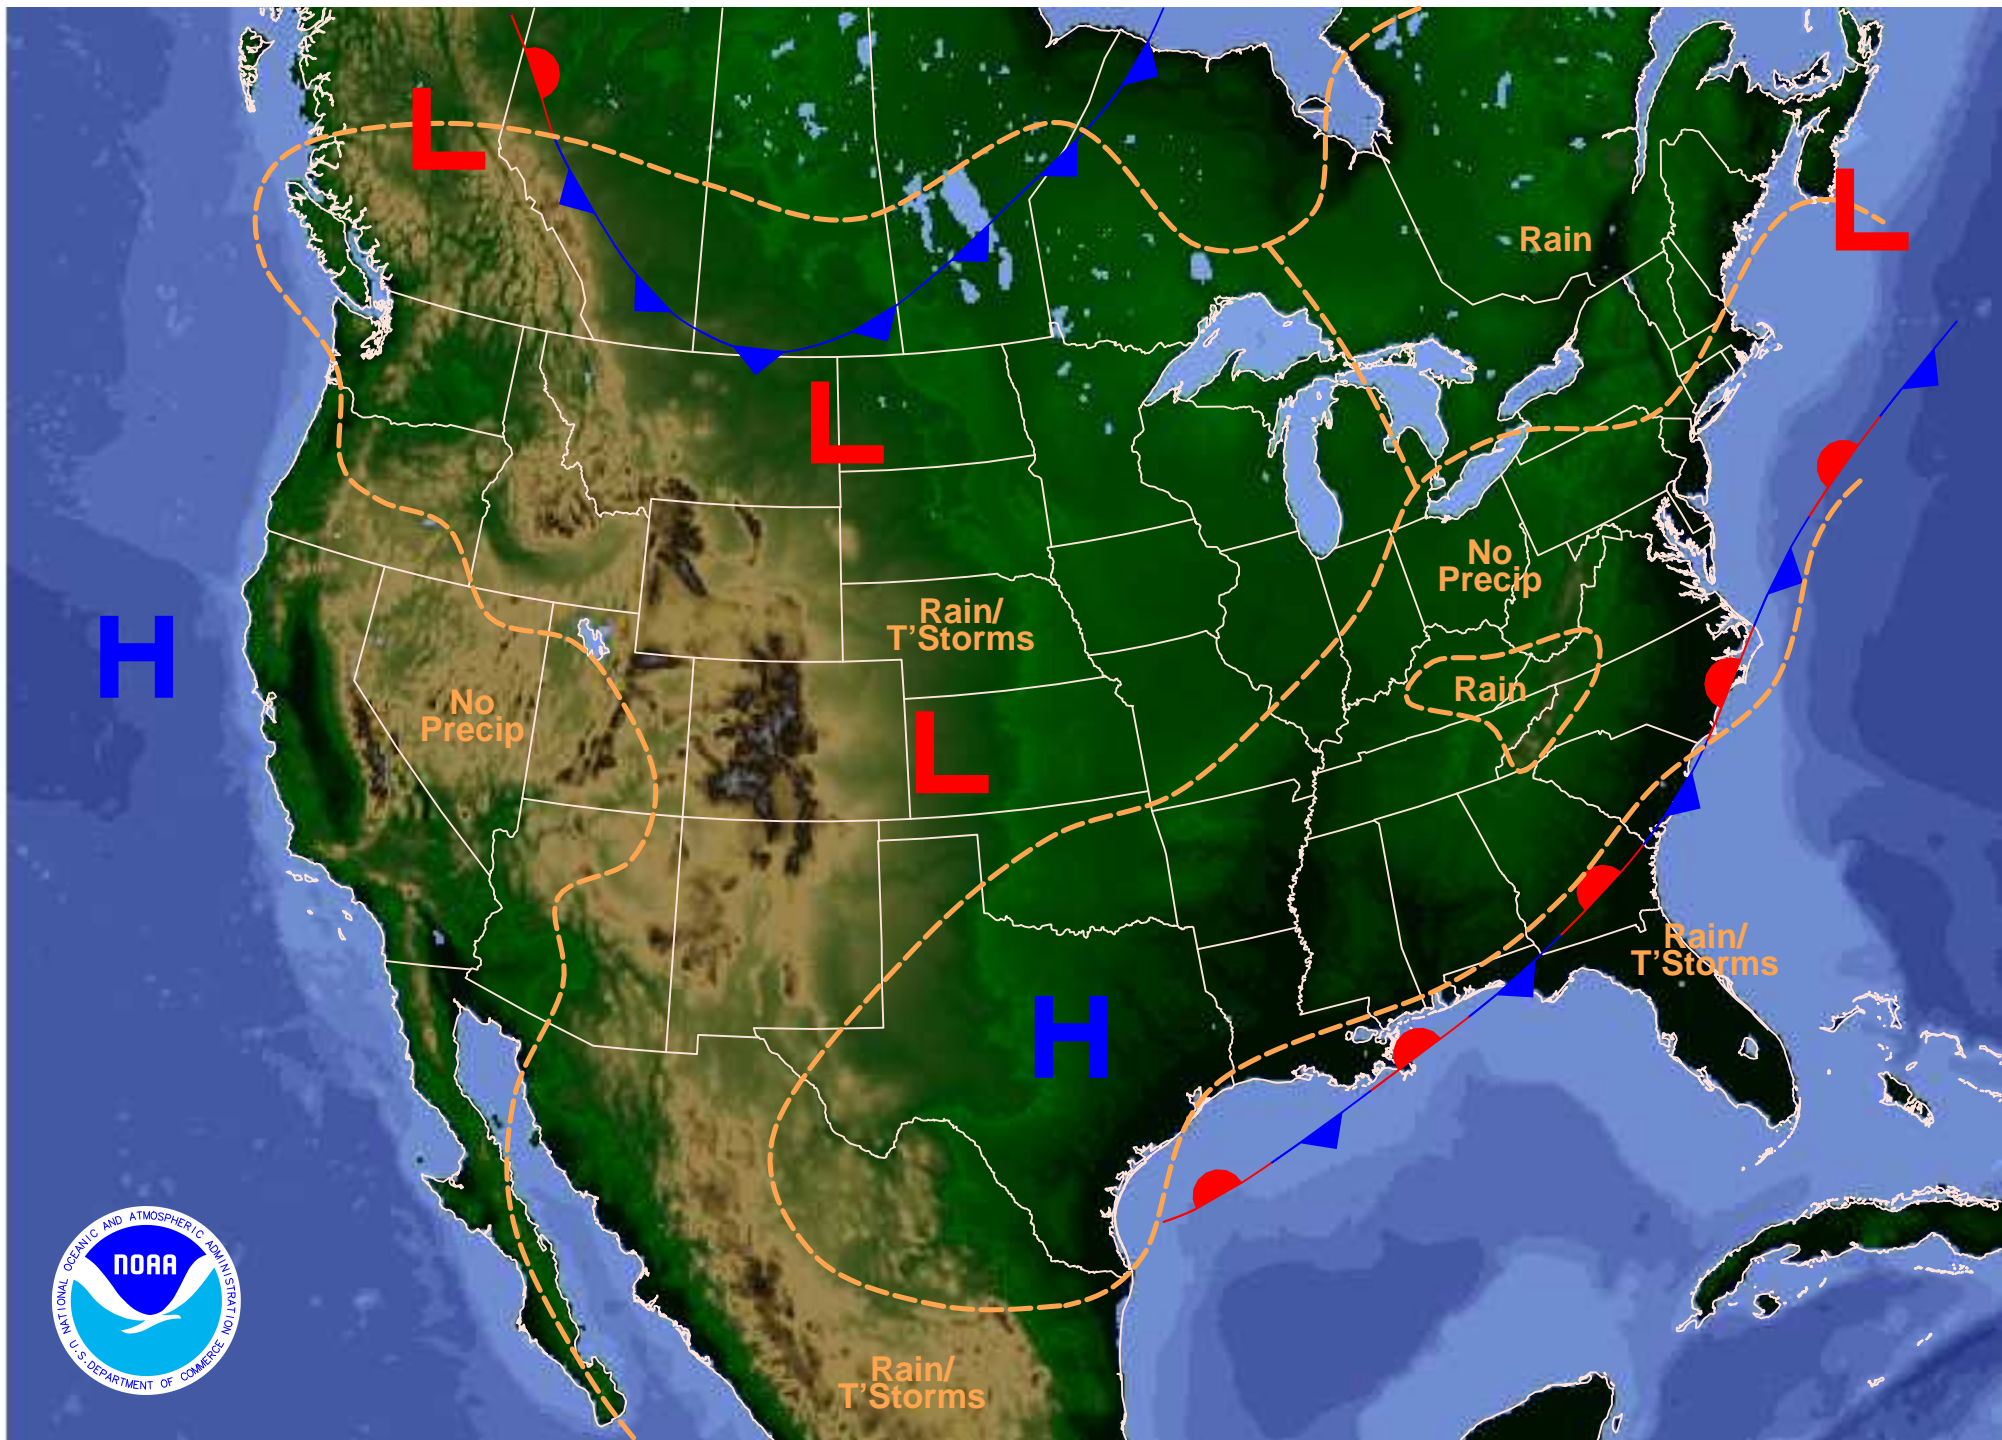 L
L
Rain
L
No
Precip
Rain/
T'Storms
H
Rain
No
Precip
L
Rain/
T'Storms
H
NATIONAL OCEANIC AND ATMOSPHERIC ADMINISTRATION
NOAA
U.S. DEPARTMENT OF COMMERCE
Rain/
T'Storms